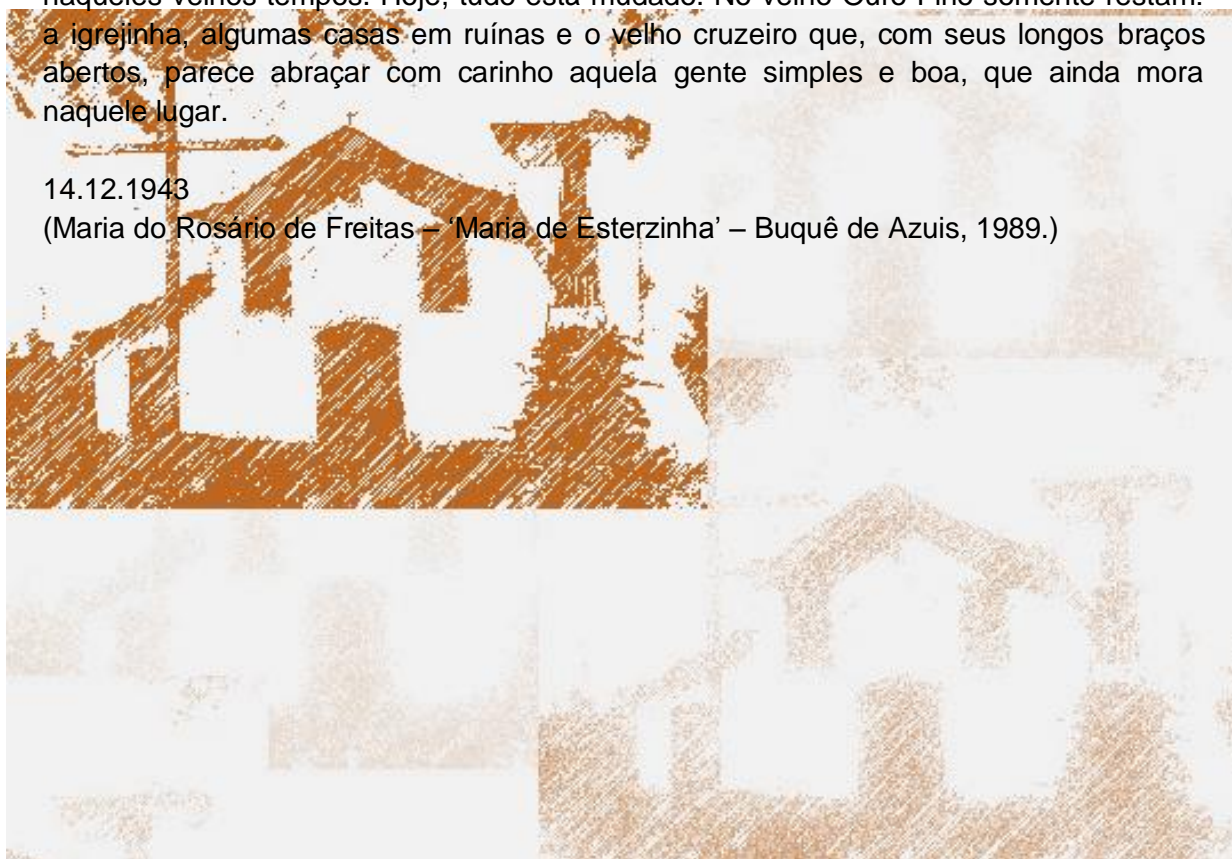 naqueles velhos tempos. Hoje, tudo está mudado. No velho Ouro Fino somente restam:
a igrejinha, algumas casas em ruínas e o velho cruzeiro que, com seus longos braços
abertos, parece abraçar com carinho aquela gente simples e boa, que ainda mora
naquele lugar.
14.12.1943
(Maria do Rosário de Freitas – ‘Maria de Esterzinha’ – Buquê de Azuis, 1989.)